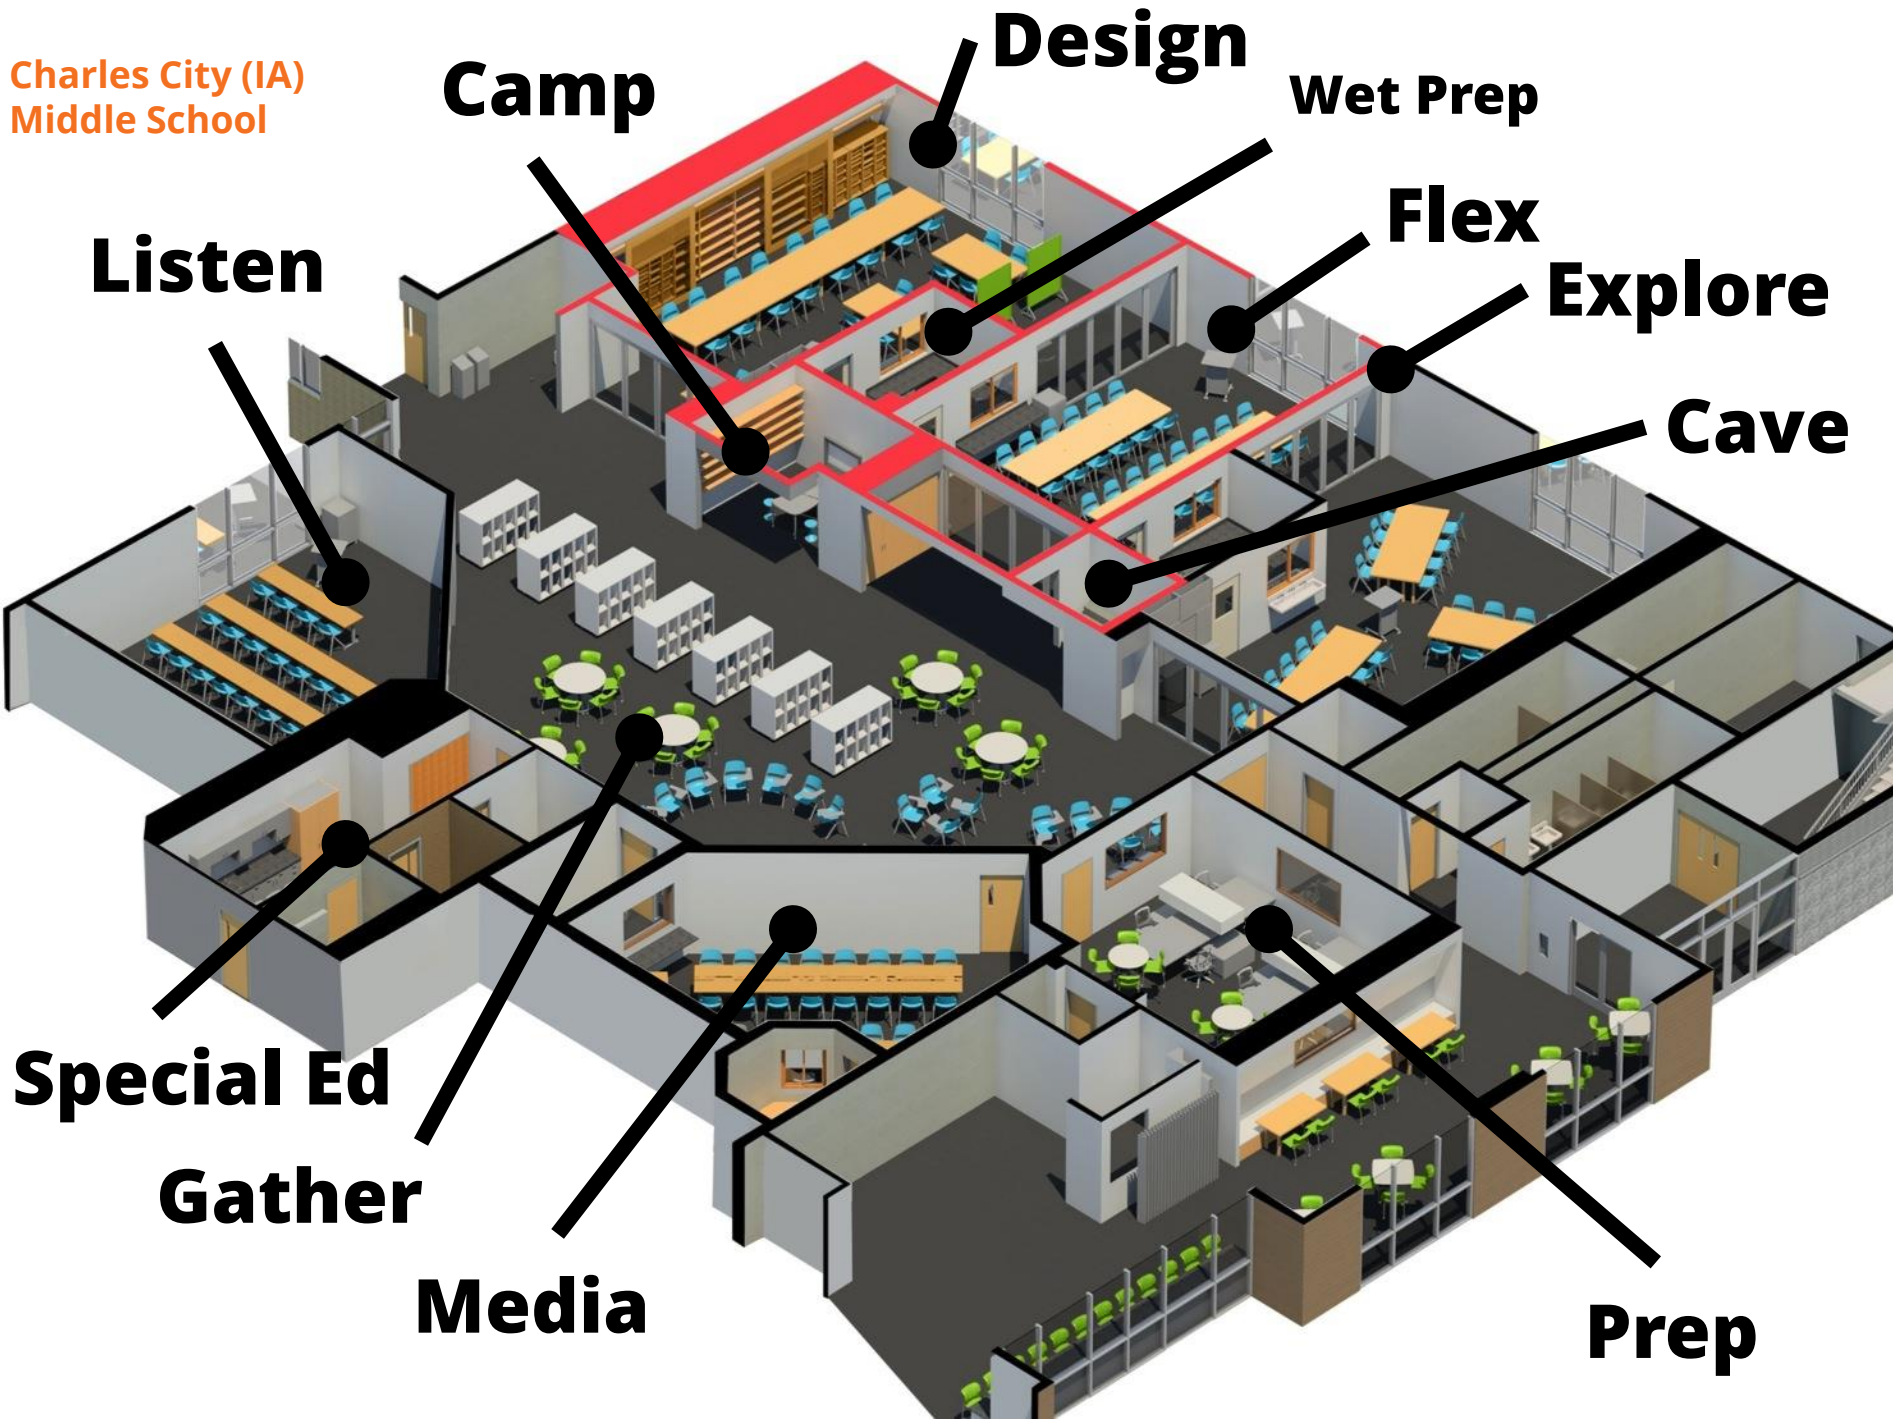 Charles City (IA)
Middle School
Design
Camp
Wet Prep
Flex
Listen
Explore
Cave
Special Ed
Gather
Media
Prep